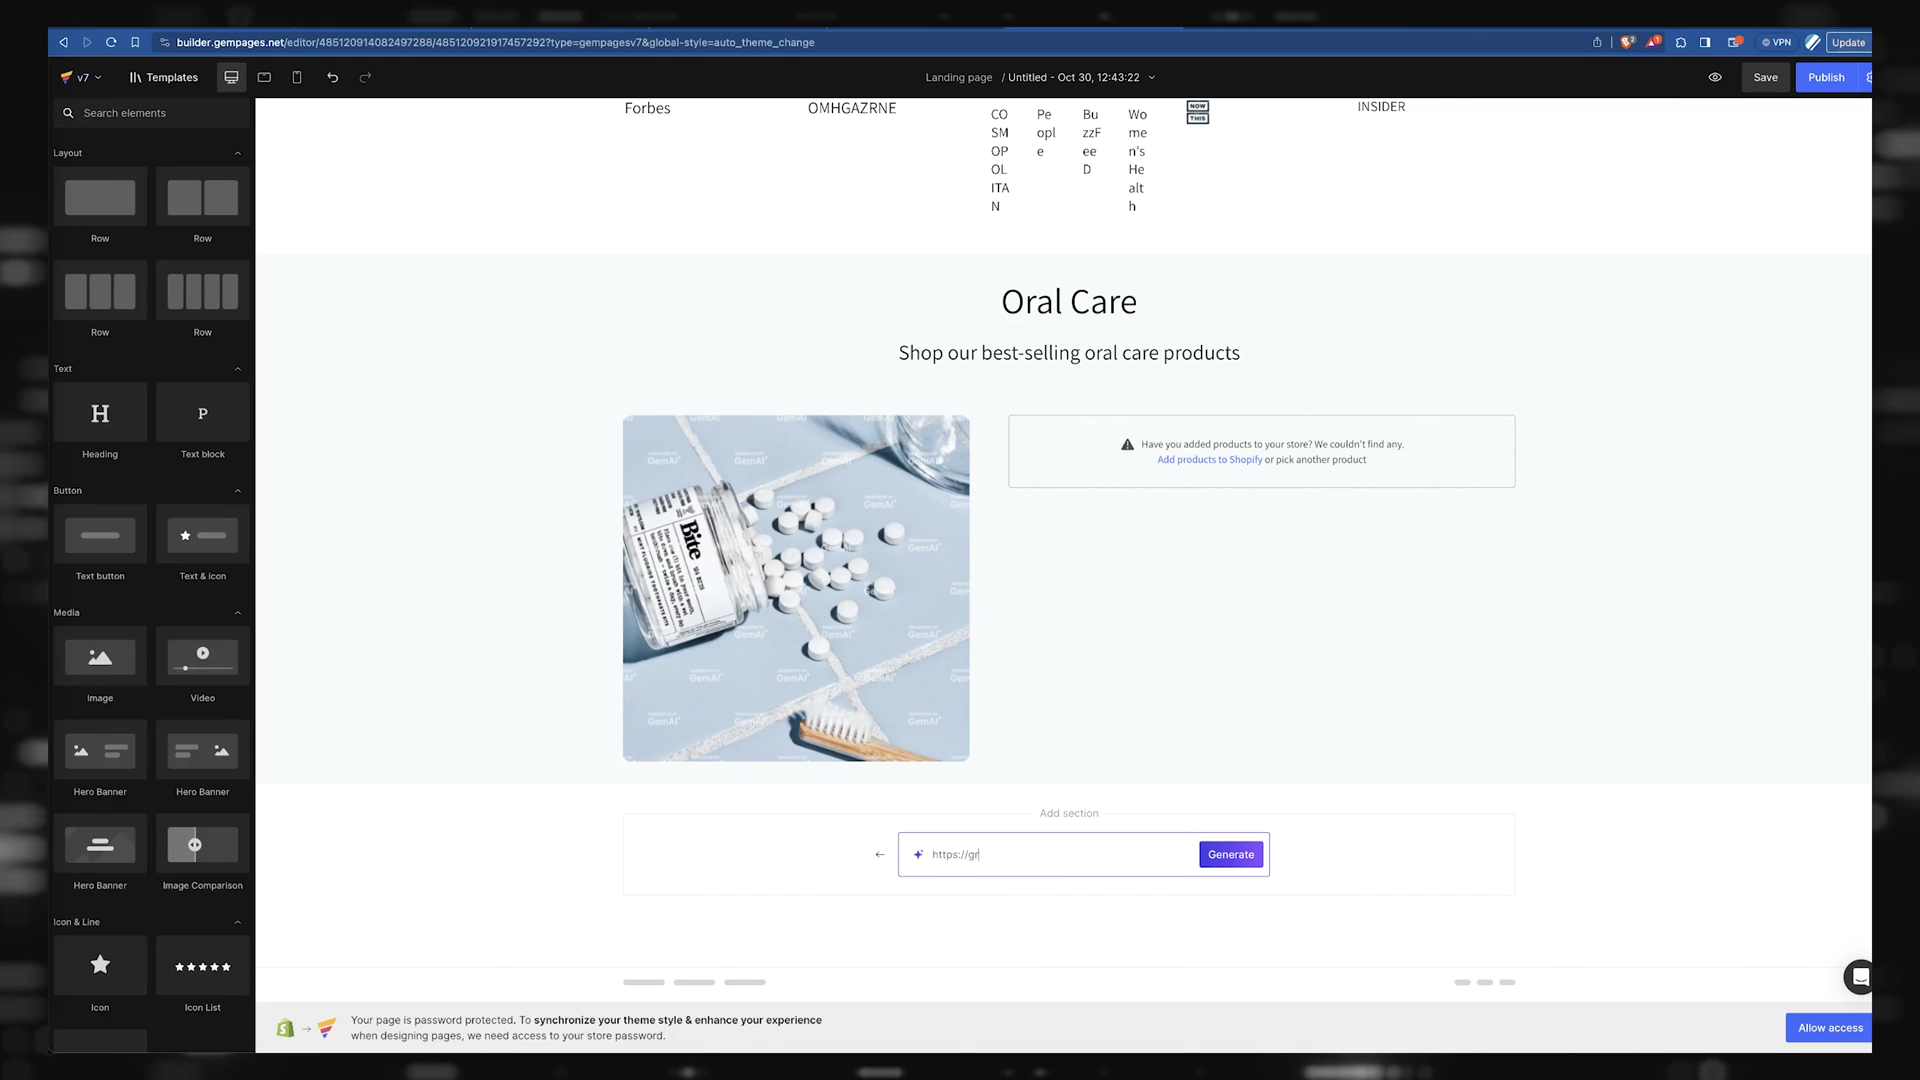 builder.gempages.net/editor/485120914082497288/485120921917457292?type=gempagesv7&global-style=auto_theme_change
2
1
VPN
Update
v7
Templates
Landing page / Untitled - Oct 30, 12:43:22
Save
Publish
Search elements
Layout
Row
Row
Row
Row
Text
H
P
Heading
Text block
Button
Text button
Text & icon
Media
Image
Video
Hero Banner
Hero Banner
Hero Banner
Image Comparison
Icon & Line
Icon
Icon List
Forbes
OMHGAZRNE
CO
SM
OP
OL
ITA
N
Pe
opl
e
Bu
zzF
ee
D
Wo
me
n's
He
alt
h
NOW
THIS
INSIDER
Oral Care
Shop our best-selling oral care products
Bite
GemAI
Have you added products to your store? We couldn't find any.
Add products to Shopify or pick another product
Add section
https://gr
Generate
Your page is password protected. To synchronize your theme style & enhance your experience
when designing pages, we need access to your store password.
Allow access